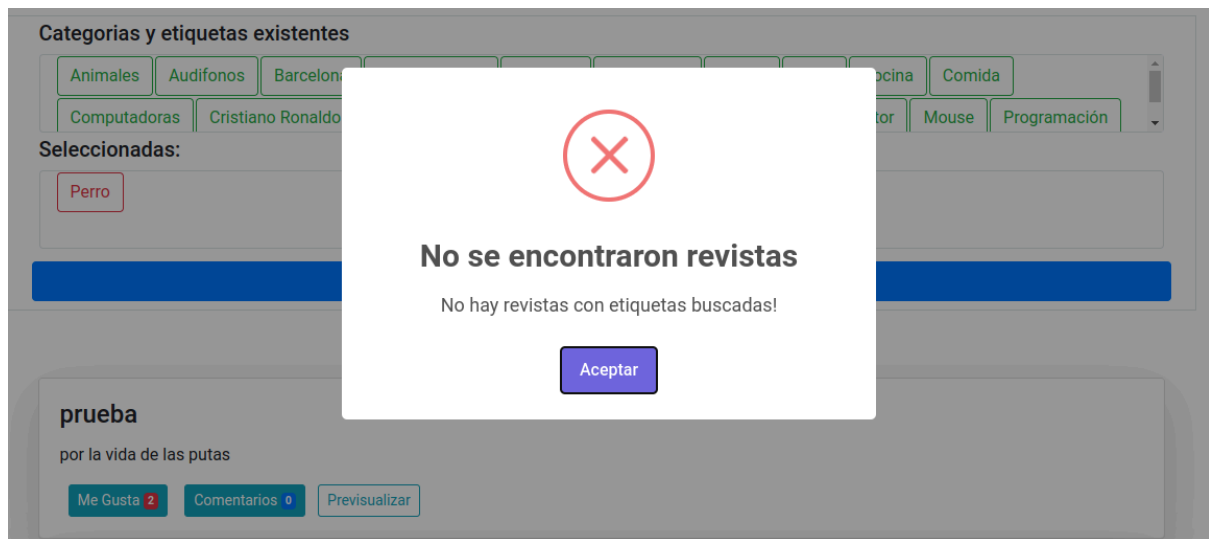 Categorias y etiquetas existentes
Animales Audifonos Barcelona Comida
Computadoras Cristiano Ronaldo Mouse Programación
Seleccionadas:
Perro
No se encontraron revistas
No hay revistas con etiquetas buscadas!
Aceptar
prueba
por la vida de las putas
Me Gusta 2 Comentarios 0 Previsualizar